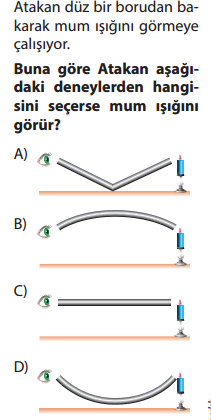 Atakan düz bir borudan ba-
karak mum ışığını görmeye
çalışıyor.
Buna göre Atakan aşağı-
daki deneylerden hangi-
sini seçerse mum ışığını
görür?
A)
B)
C)
D)